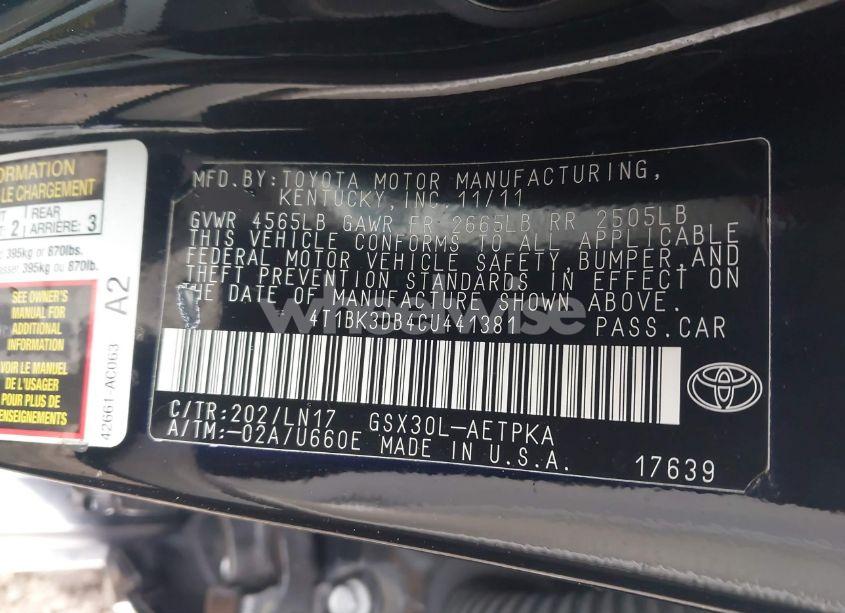 ORMATION
LE CHARGEMENT
2 REAR 3
ARRIÈRE:
395kg or 870lbs.
asser 395kg ou 870lb.
SEE OWNER'S
MANUAL FOR
ADDITIONAL
INFORMATION
VOIR LE MANUEL
DE L'USAGER
POUR PLUS DE
RENSEIGNEMENTS
A2
42661-AC063
MFD.BY:TOYOTA MOTOR MANUFACTURING,
KENTUCKY, INC. 11/11
GVWR 4565LB GAWR FR 2665LB RR 2505LB
THIS VEHICLE CONFORMS TO ALL APPLICABLE
FEDERAL MOTOR VEHICLE SAFETY,BUMPER,AND
THEFT PREVENTION STANDARDS IN EFFECT ON
THE DATE OF MANUFACTURE SHOWN ABOVE.
4T1BK3DB4CU441381 PASS.CAR
wheelwise
C/TR:202/LN17 GSX30L-AETPKA
A/TM:-02A/U660E MADE IN U.S.A.
17639